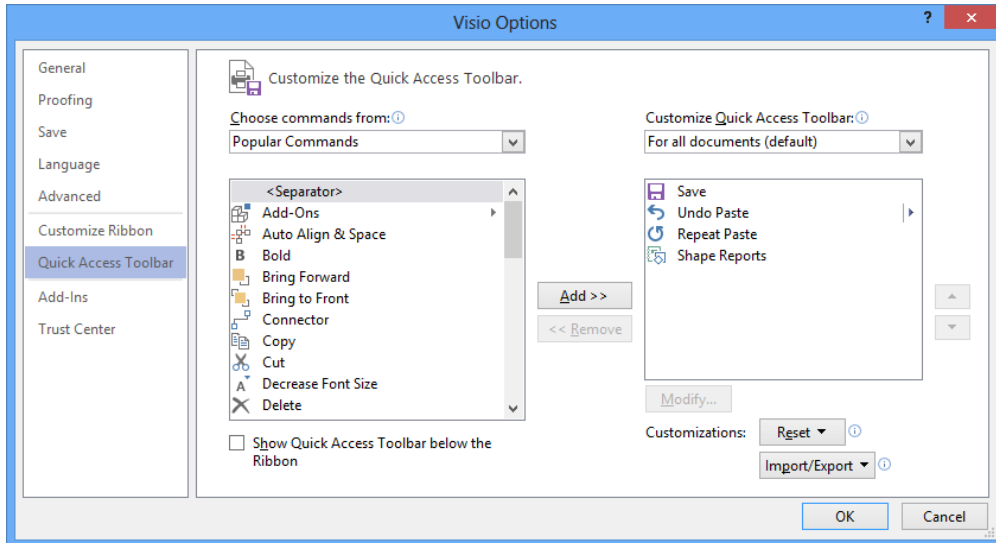 Visio Options
?
General
Proofing
Save
Language
Advanced
Customize Ribbon
Quick Access Toolbar
Add-Ins
Trust Center
Customize the Quick Access Toolbar.
Choose commands from:
Popular Commands
<Separator>
Add-Ons
Auto Align & Space
B Bold
Bring Forward
Bring to Front
Connector
Copy
Cut
A Decrease Font Size
Delete
Show Quick Access Toolbar below the
Ribbon
Add >>
<< Remove
Customize Quick Access Toolbar:
For all documents (default)
Save
Undo Paste
Repeat Paste
Shape Reports
Modify...
Customizations: Reset
Import/Export
OK Cancel